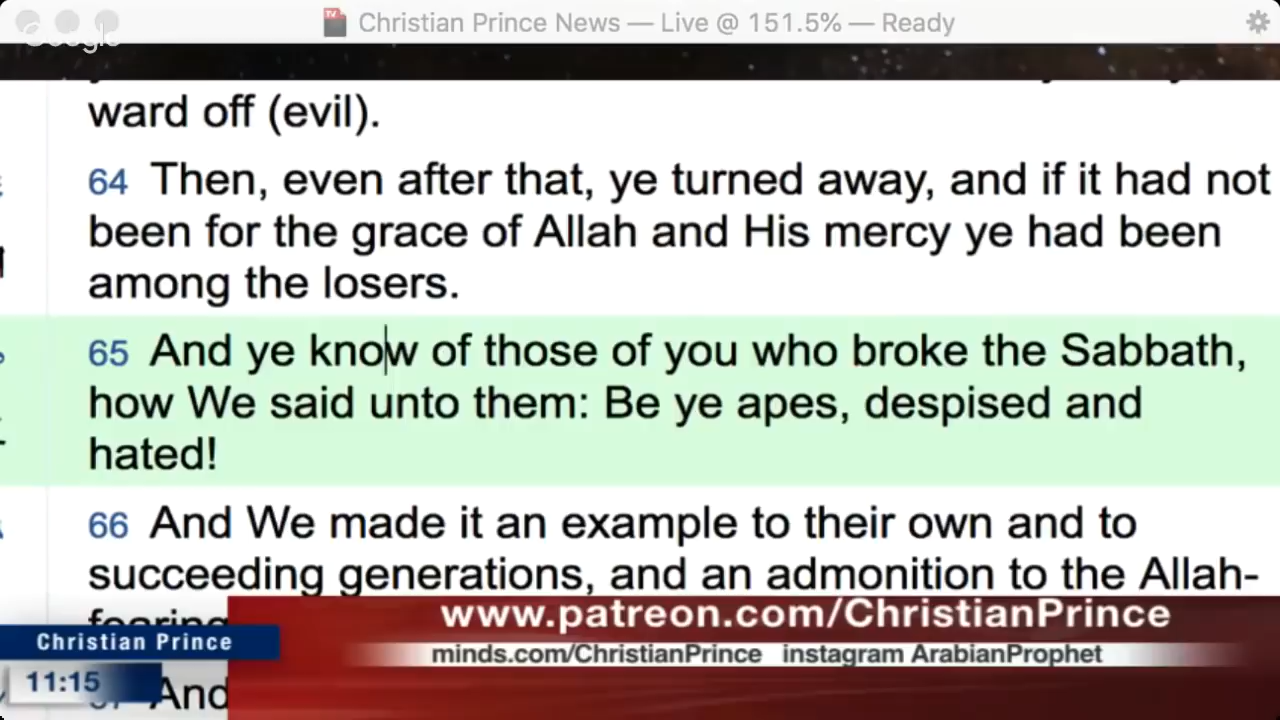 Christian Prince News — Live @ 151.5% — Ready
Google
ward off (evil).
64 Then, even after that, ye turned away, and if it had not
been for the grace of Allah and His mercy ye had been
among the losers.
65 And ye know of those of you who broke the Sabbath,
how We said unto them: Be ye apes, despised and
hated!
66 And We made it an example to their own and to
succeeding generations, and an admonition to the Allah-
www.patreon.com/ChristianPrince
Christian Prince
minds.com/ChristianPrince instagram ArabianProphet
11:15
And